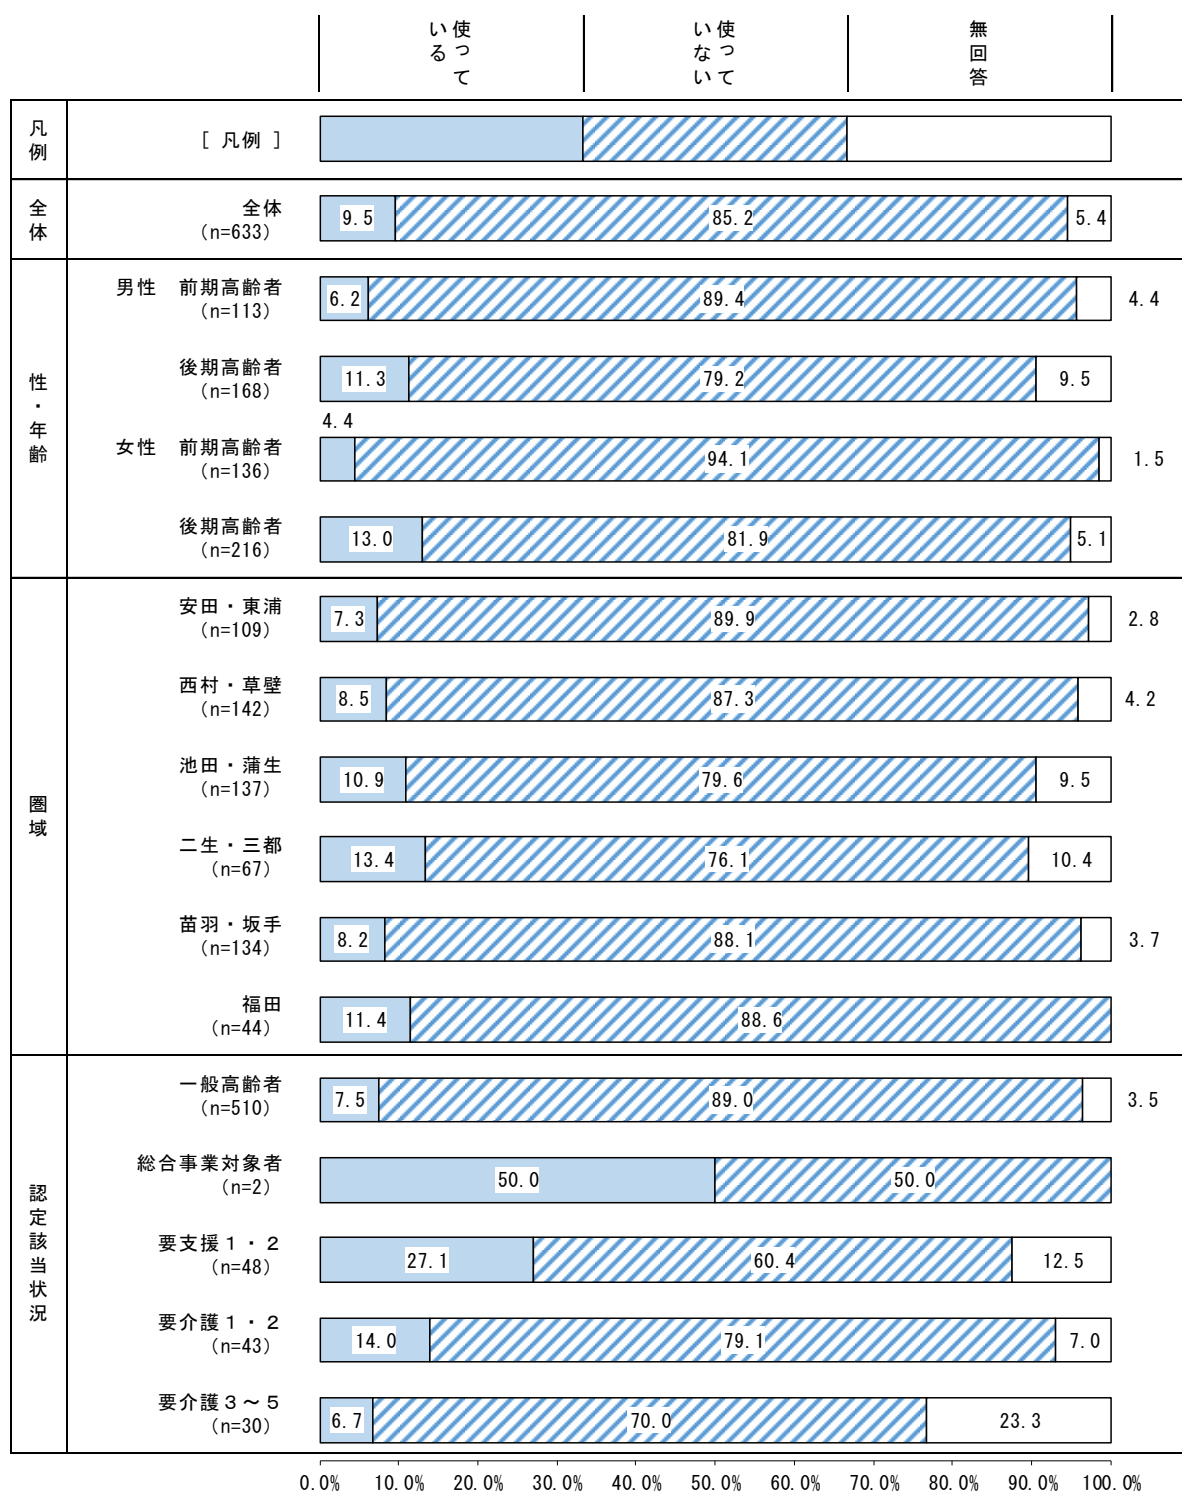 使っている
使っていない
無回答
凡例
［ 凡例 ］
全体
全体
（n=633）
9.5
85.2
5.4
性・年齢
男性　前期高齢者
（n=113）
6.2
89.4
4.4
後期高齢者
（n=168）
11.3
79.2
9.5
女性　前期高齢者
（n=136）
4.4
94.1
1.5
後期高齢者
（n=216）
13.0
81.9
5.1
圏域
安田・東浦
（n=109）
7.3
89.9
2.8
西村・草壁
（n=142）
8.5
87.3
4.2
池田・蒲生
（n=137）
10.9
79.6
9.5
二生・三都
（n=67）
13.4
76.1
10.4
苗羽・坂手
（n=134）
8.2
88.1
3.7
福田
（n=44）
11.4
88.6
認定該当状況
一般高齢者
（n=510）
7.5
89.0
3.5
総合事業対象者
（n=2）
50.0
50.0
要支援１・２
（n=48）
27.1
60.4
12.5
要介護１・２
（n=43）
14.0
79.1
7.0
要介護３～５
（n=30）
6.7
70.0
23.3
0.0% 10.0% 20.0% 30.0% 40.0% 50.0% 60.0% 70.0% 80.0% 90.0% 100.0%